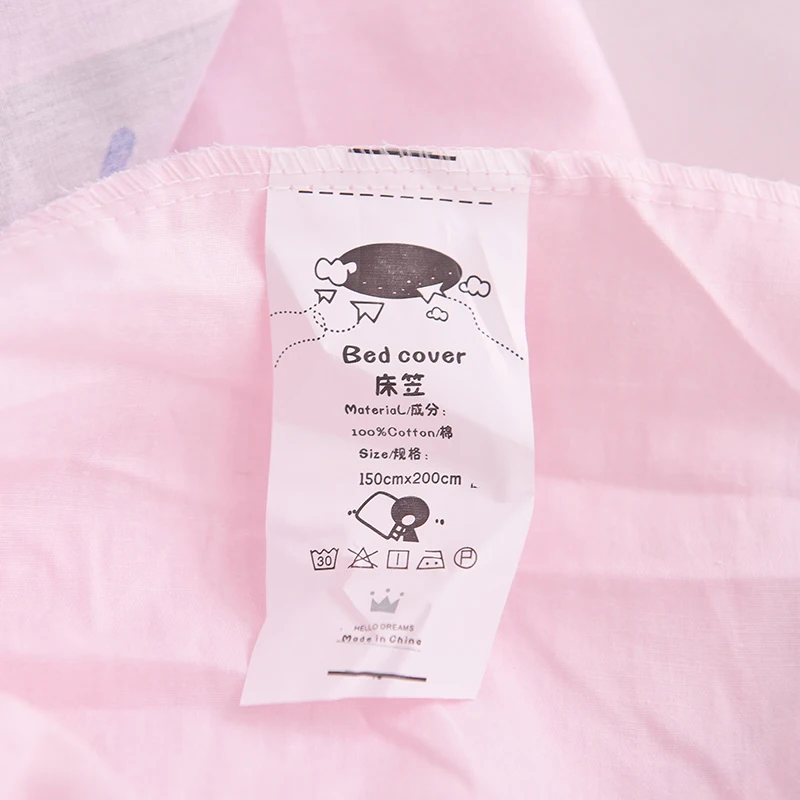 Bed cover
床笠
Material/成分:
100%Cotton/棉
Size/规格:
150cmx200cm
30 P
HELLO DREAMS
Made in China